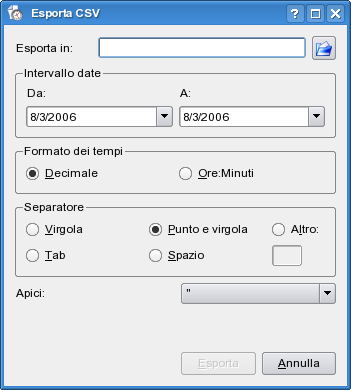 Esporta CSV
Esporta in:
Intervallo date
Da: A:
8/3/2006 8/3/2006
Formato dei tempi
Decimale Ore:Minuti
Separatore
Virgola Punto e virgola Altro:
Tab Spazio
Apici: "
Esporta Annulla